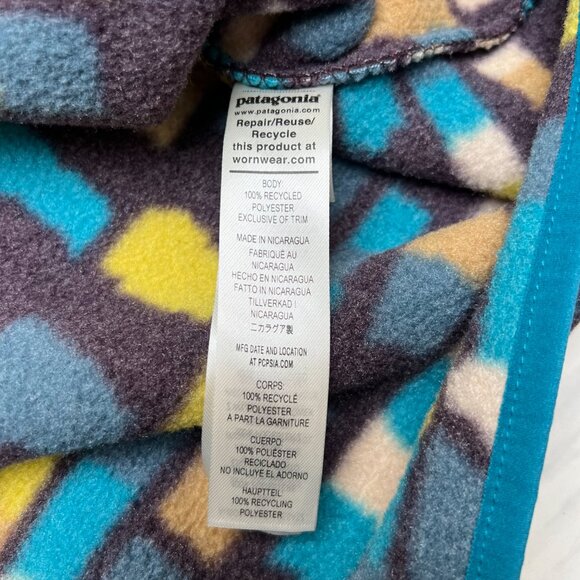 patagonia®
www.patagonia.com
Repair/Reuse/
Recycle
this product at
wornwear.com
BODY:
100% RECYCLED
POLYESTER
EXCLUSIVE OF TRIM
MADE IN NICARAGUA
FABRIQUÉ AU
NICARAGUA
HECHO EN NICARAGUA
FATTO IN NICARAGUA
TILLVERKAD I
NICARAGUA
ニカラグア製
MFG DATE AND LOCATION
AT PCPSIA.COM
CORPS:
100% RECYCLÉ
POLYESTER
À PART LA GARNITURE
CUERPO:
100% POLIÉSTER
RECICLADO
NO INCLUYE EL ADORNO
HAUPTTEIL
100% RECYCLING
POLYESTER